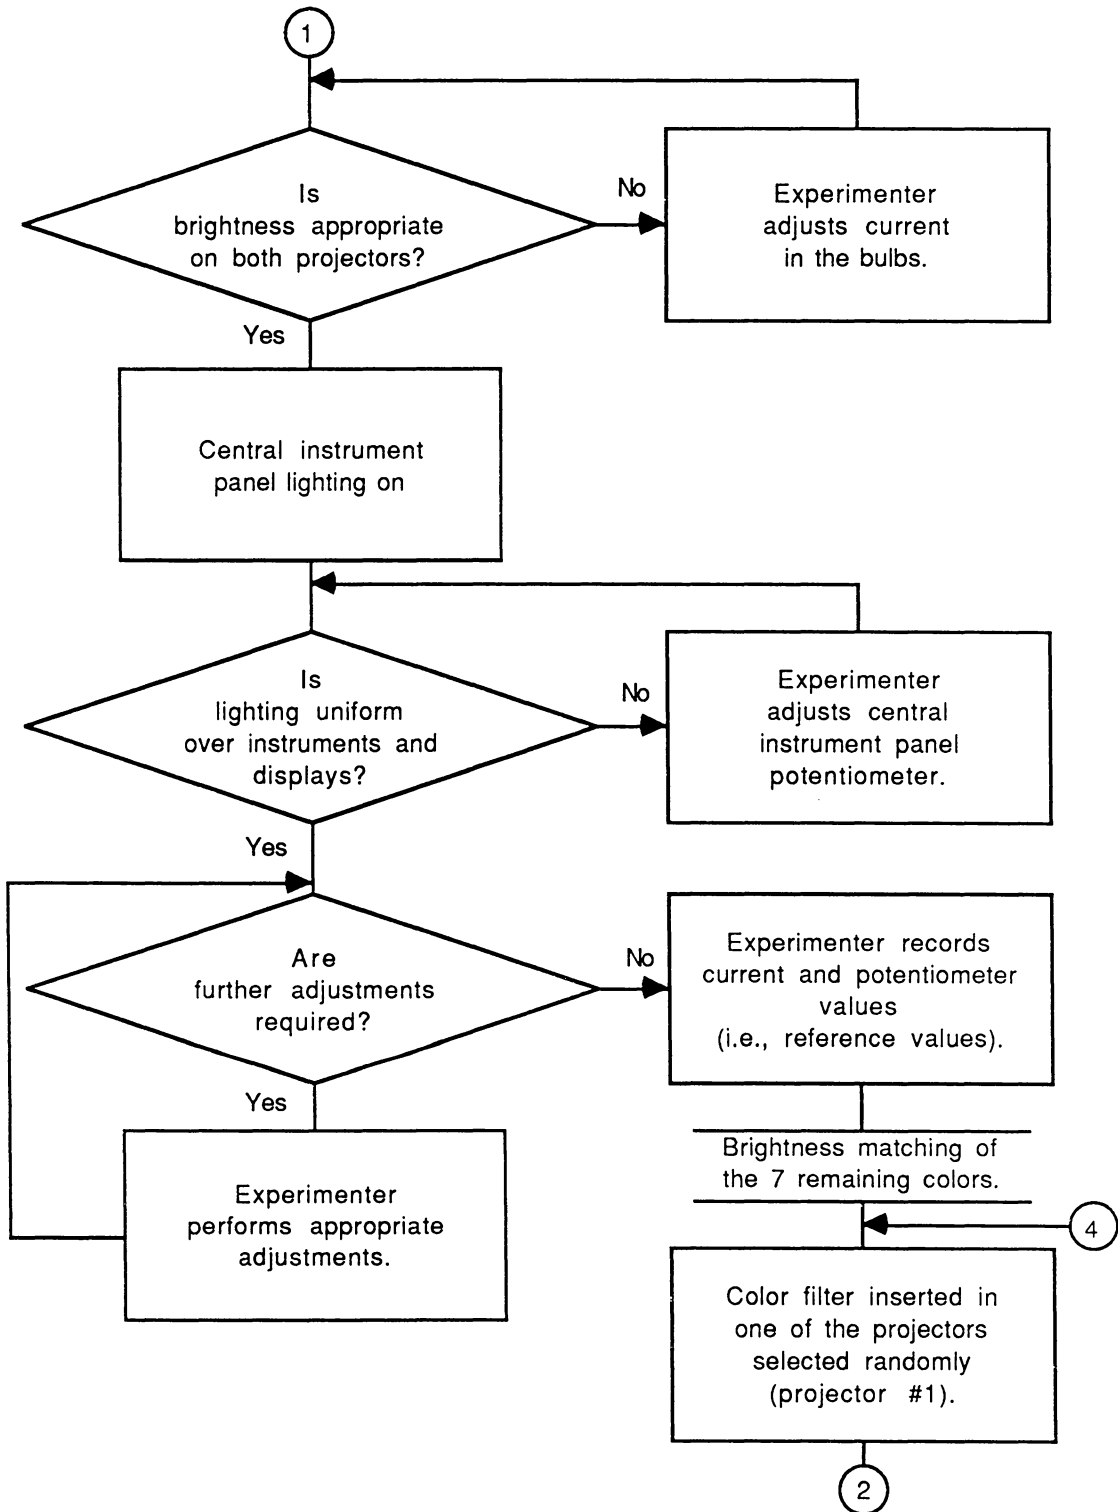 1
Is
brightness appropriate
on both projectors?
No
Experimenter
adjusts current
in the bulbs.
Yes
Central instrument
panel lighting on
Is
lighting uniform
over instruments and
displays?
No
Experimenter
adjusts central
instrument panel
potentiometer.
Yes
Are
further adjustments
required?
No
Experimenter records
current and potentiometer
values
(i.e., reference values).
Yes
Experimenter
performs appropriate
adjustments.
Brightness matching of
the 7 remaining colors.
4
Color filter inserted in
one of the projectors
selected randomly
(projector #1).
2